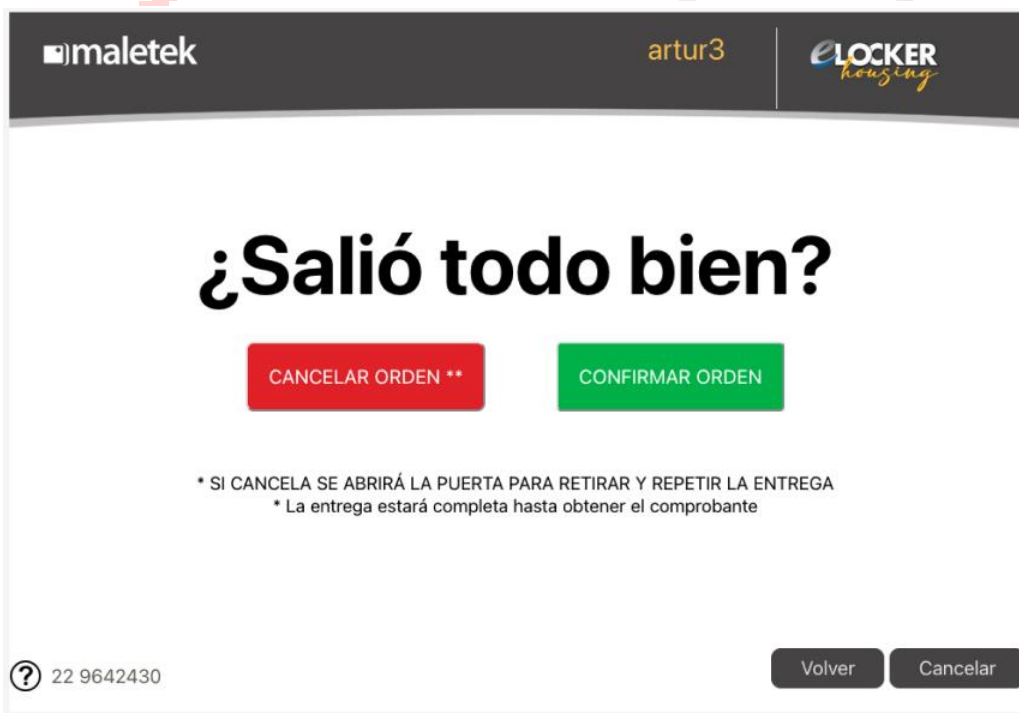 maletek
artur3
eLOCKER
housing
¿Salió todo bien?
CANCELAR ORDEN **
CONFIRMAR ORDEN
* SI CANCELA SE ABRIRÁ LA PUERTA PARA RETIRAR Y REPETIR LA ENTREGA
* La entrega estará completa hasta obtener el comprobante
? 22 9642430
Volver
Cancelar